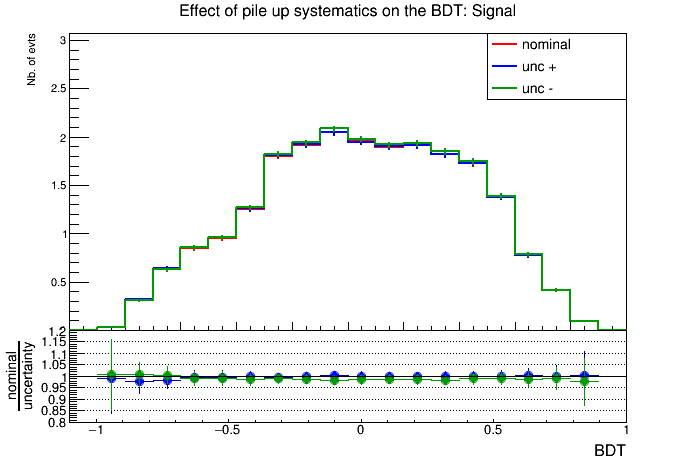 Effect of pile up systematics on the BDT: Signal
Nb. of evts
3
2.5
2
1.5
1
0.5
nominal
unc +
unc -
nominal
uncertainty
1.2
1.15
1.1
1.05
1
0.95
0.9
0.85
0.8
−1
−0.5
0
0.5
1
BDT